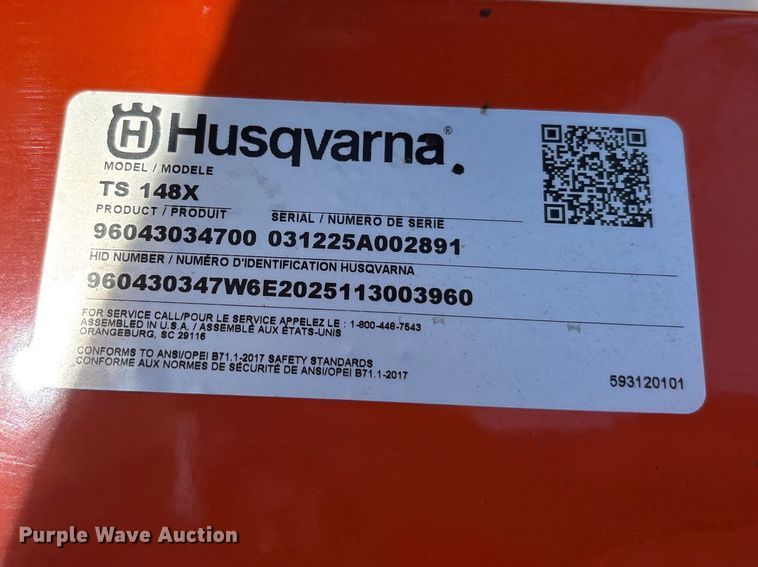 H Husqvarna®
MODEL / MODELE
TS 148X
PRODUCT / PRODUIT SERIAL / NUMERO DE SERIE
96043034700 031225A002891
HID NUMBER / NUMÉRO D'IDENTIFICATION HUSQVARNA
960430347W6E2025113003960
FOR SERVICE CALL/POUR LE SERVICE APPELEZ LE : 1-800-448-7543
ASSEMBLED IN U.S.A. / ASSEMBLÉ AUX ÉTATS-UNIS
ORANGEBURG, SC 29116
CONFORMS TO ANSI/OPEI B71.1-2017 SAFETY STANDARDS
CONFORME AUX NORMES DE SÉCURITÉ DE ANSI/OPEI B71.1-2017
593120101
Purple Wave Auction